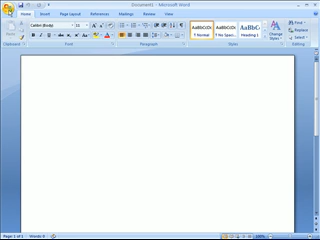 Document1 - Microsoft Word
Home Insert Page Layout References Mailings Review View
Calibri (Body) 11
AaBbCcDc AaBbCcDc AaBbC
Paste
¶ Normal ¶ No Spaci... Heading 1
Change Styles
Find
Replace
Select
Clipboard Font Paragraph Styles Editing
Page: 1 of 1 Words: 0 100%